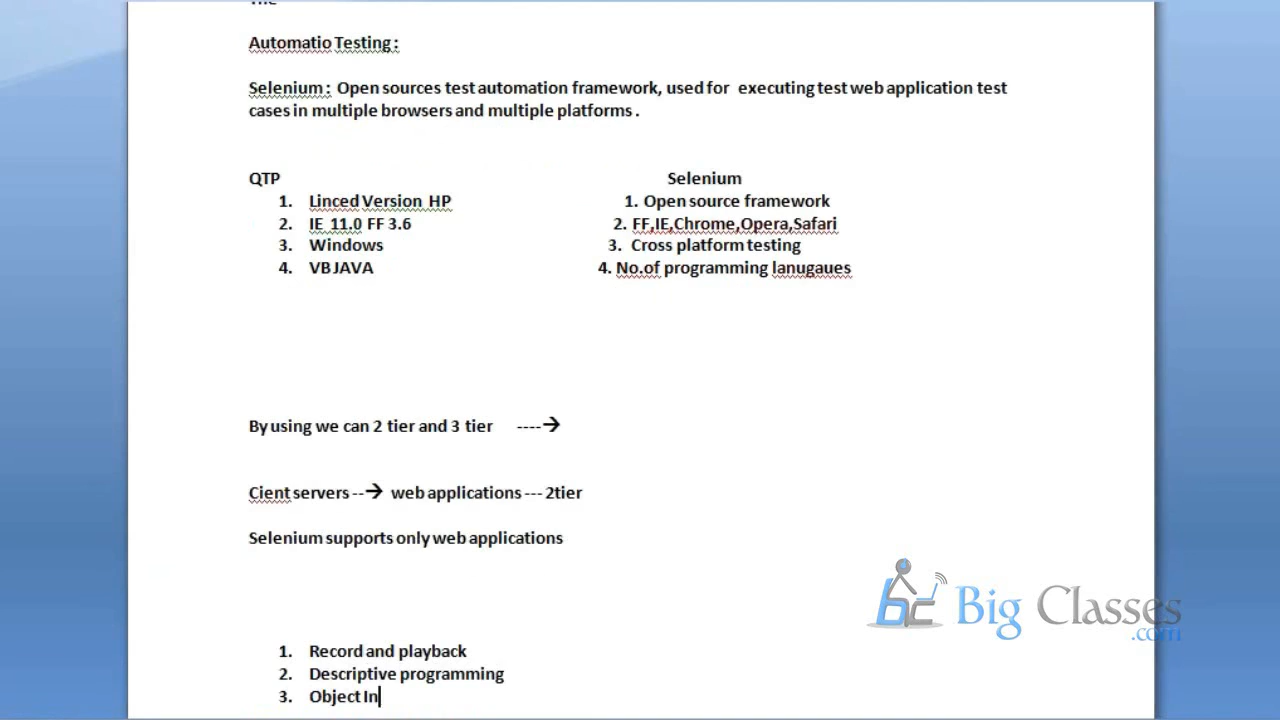 The
Automatio Testing :
Selenium : Open sources test automation framework, used for executing test web application test
cases in multiple browsers and multiple platforms .
QTP Selenium
1. Linced Version HP 1. Open source framework
2. IE 11.0 FF 3.6 2. FF,IE,Chrome,Opera,Safari
3. Windows 3. Cross platform testing
4. VBJAVA 4. No.of programming lanugaues
By using we can 2 tier and 3 tier ----→
Cient servers --→ web applications --- 2tier
Selenium supports only web applications
bc Big Classes
.com
1. Record and playback
2. Descriptive programming
3. Object In